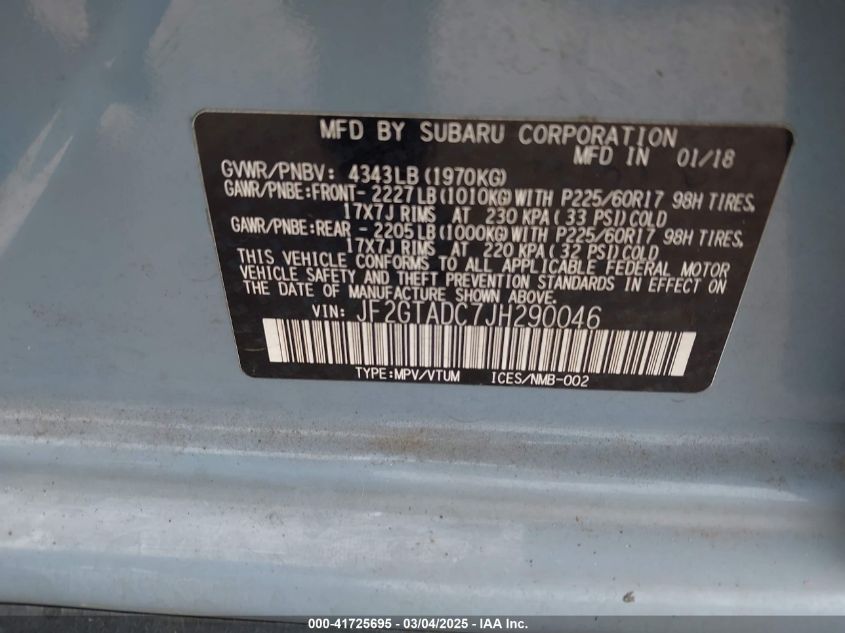 MFD BY SUBARU CORPORATION
MFD IN 01/18
GVWR/PNBV: 4343LB (1970KG)
GAWR/PNBE:FRONT- 2227LB (1010KG) WITH P225/60R17 98H TIRES,
17X7J RIMS AT 230 KPA (33 PSI) COLD
GAWR/PNBE:REAR - 2205LB (1000KG) WITH P225/60R17 98H TIRES,
17X7J RIMS AT 220 KPA (32 PSI) COLD
THIS VEHICLE CONFORMS TO ALL APPLICABLE FEDERAL MOTOR
VEHICLE SAFETY AND THEFT PREVENTION STANDARDS IN EFFECT ON
THE DATE OF MANUFACTURE SHOWN ABOVE.
VIN: JF2GTADC7JH290046
TYPE:MPV/VTUM ICES/NMB-002
000-41725695 - 03/04/2025 - IAA Inc.